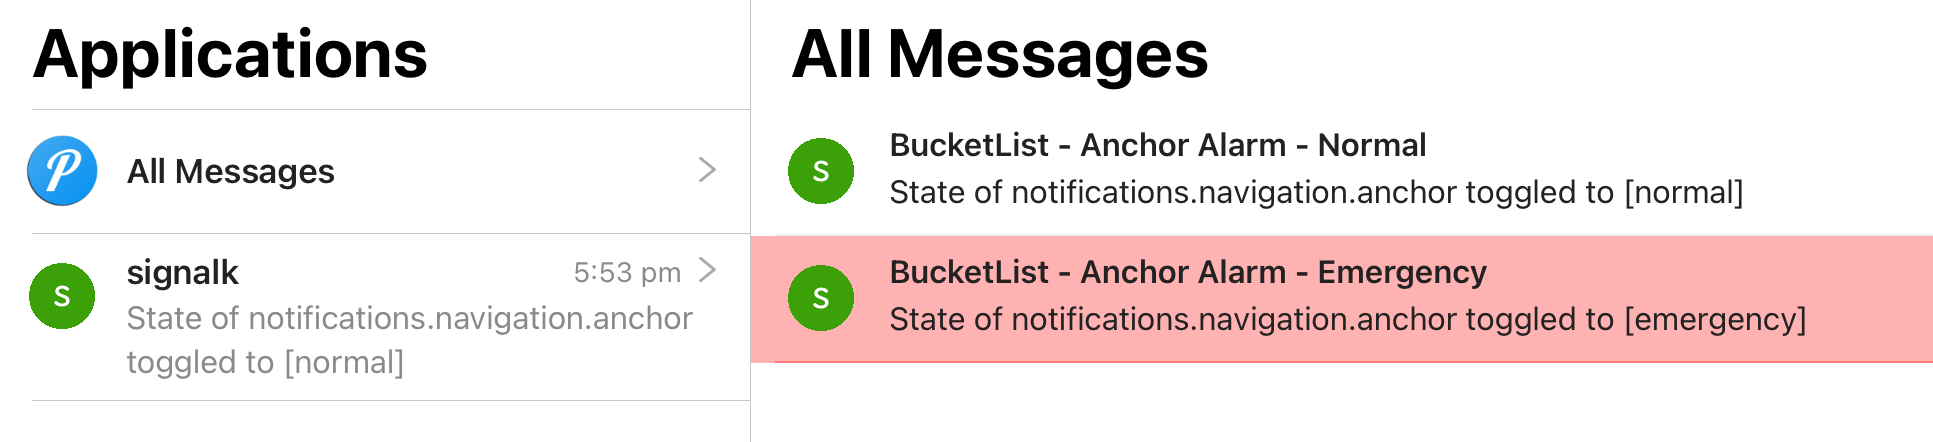 Applications
All Messages
signalk
5:53 pm
State of notifications.navigation.anchor
toggled to [normal]
All Messages
BucketList - Anchor Alarm - Normal
State of notifications.navigation.anchor toggled to [normal]
BucketList - Anchor Alarm - Emergency
State of notifications.navigation.anchor toggled to [emergency]
S
S
S
P